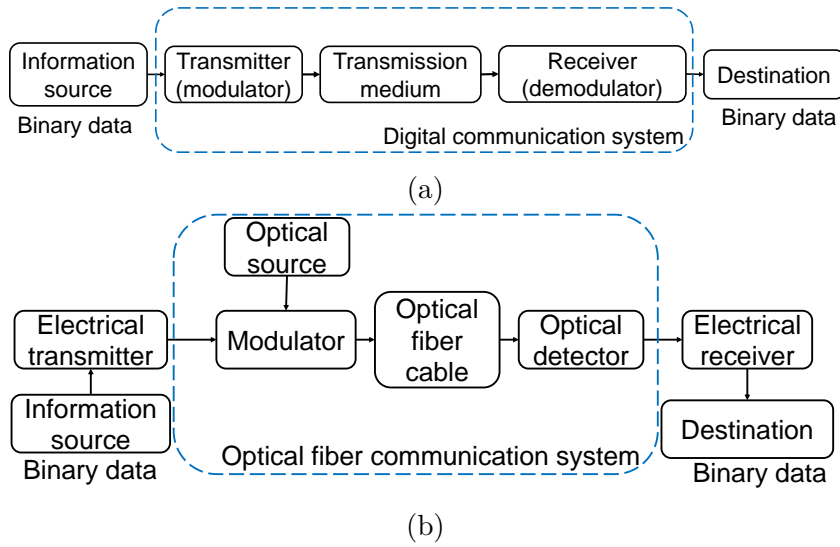 Information
source
Binary data
Transmitter
(modulator)
Transmission
medium
Receiver
(demodulator)
Destination
Binary data
Digital communication system
(a)
Optical
source
Electrical
transmitter
Modulator
Optical
fiber
cable
Optical
detector
Electrical
receiver
Information
source
Binary data
Destination
Binary data
Optical fiber communication system
(b)